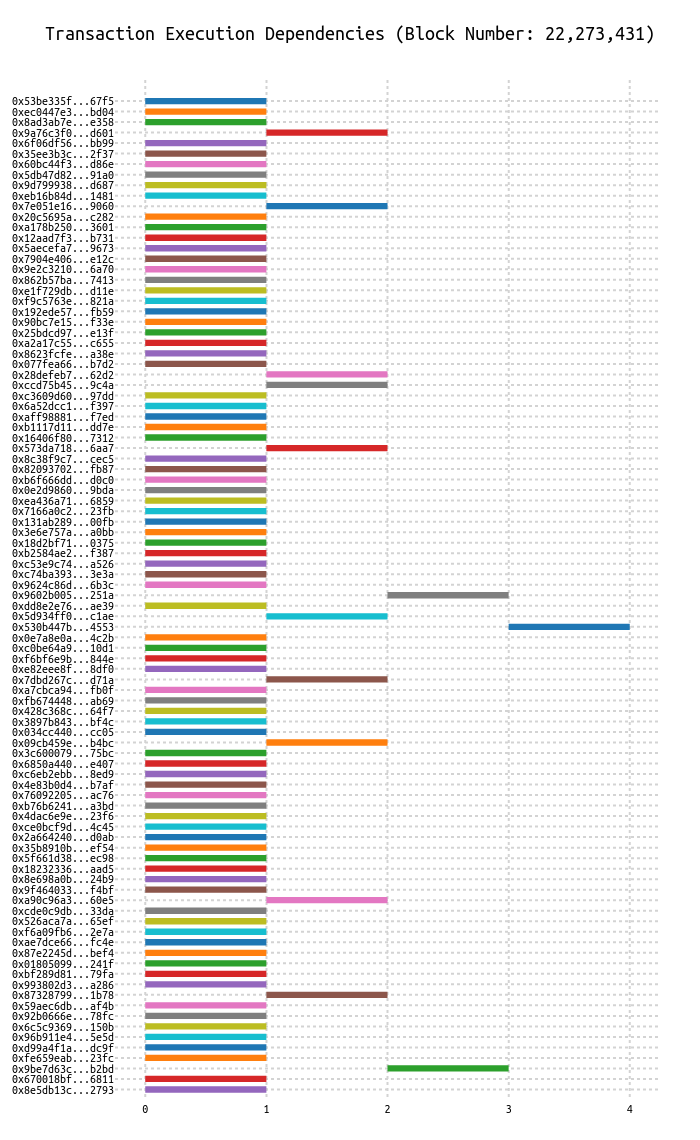 Transaction Execution Dependencies (Block Number: 22,273,431)
0x53be335f...67f5
0xec0447e3...bd04
0x8ad3ab7e...e358
0x9a76c3f0...d601
0x6f06df56...bb99
0x35ee3b3c...2f37
0x60bc44f3...d86e
0x5db47d82...91a0
0x9d799938...d687
0xeb16b84d...1481
0x7e051e16...9060
0x20c5695a...c282
0xa178b250...3601
0x12aad7f3...b731
0x5aecefa7...9673
0x7904e406...e12c
0x9e2c3210...6a70
0x862b57ba...7413
0xe1f729db...d11e
0xf9c5763e...821a
0x192ede57...fb59
0x90bc7e15...f33e
0x25bdcd97...e13f
0xa2a17c55...c655
0x8623fcfe...a38e
0x077fea66...b7d2
0x28defeb7...62d2
0xccd75b45...9c4a
0xc3609d60...97dd
0x6a52dcc1...f397
0xaff98881...f7ed
0xb1117d11...dd7e
0x16406f80...7312
0x573da718...6aa7
0x8c38f9c7...cec5
0x82093702...fb87
0xb6f666dd...d0c0
0x0e2d9860...9bda
0xea436a71...6859
0x7166a0c2...23fb
0x131ab289...00fb
0x3e6e757a...a0bb
0x18d2bf71...0375
0xb2584ae2...f387
0xc53e9c74...a526
0xc74ba393...3e3a
0x9624c86d...6b3c
0x9602b005...251a
0xdd8e2e76...ae39
0x5d934ff0...c1ae
0x530b447b...4553
0x0e7a8e0a...4c2b
0xc0be64a9...10d1
0xf6bf6e9b...844e
0xe82eee8f...8df0
0x7dbd267c...d71a
0xa7cbca94...fb0f
0xfb674448...ab69
0x428c368c...64f7
0x3897b843...bf4c
0x034cc440...cc05
0x09cb459e...b4bc
0x3c600079...75bc
0x6850a440...e407
0xc6eb2ebb...8ed9
0x4e83b0d4...b7af
0x76092205...ac76
0xb76b6241...a3bd
0x4dac6e9e...23f6
0xce0bcf9d...4c45
0x2a664240...d0ab
0x35b8910b...ef54
0x5f661d38...ec98
0x18232336...aad5
0x8e698a0b...24b9
0x9f464033...f4bf
0xa90c96a3...60e5
0xcde0c9db...33da
0x526aca7a...65ef
0xf6a09fb6...2e7a
0xae7dce66...fc4e
0x87e2245d...bef4
0x01805099...241f
0xbf289d81...79fa
0x993802d3...a286
0x87328799...1b78
0x59aec6db...af4b
0x92b0666e...78fc
0x6c5c9369...150b
0x96b911e4...5e5d
0xd99a4f1a...dc9f
0xfe659eab...23fc
0x9be7d63c...b2bd
0x670018bf...6811
0x8e5db13c...2793
0 1 2 3 4